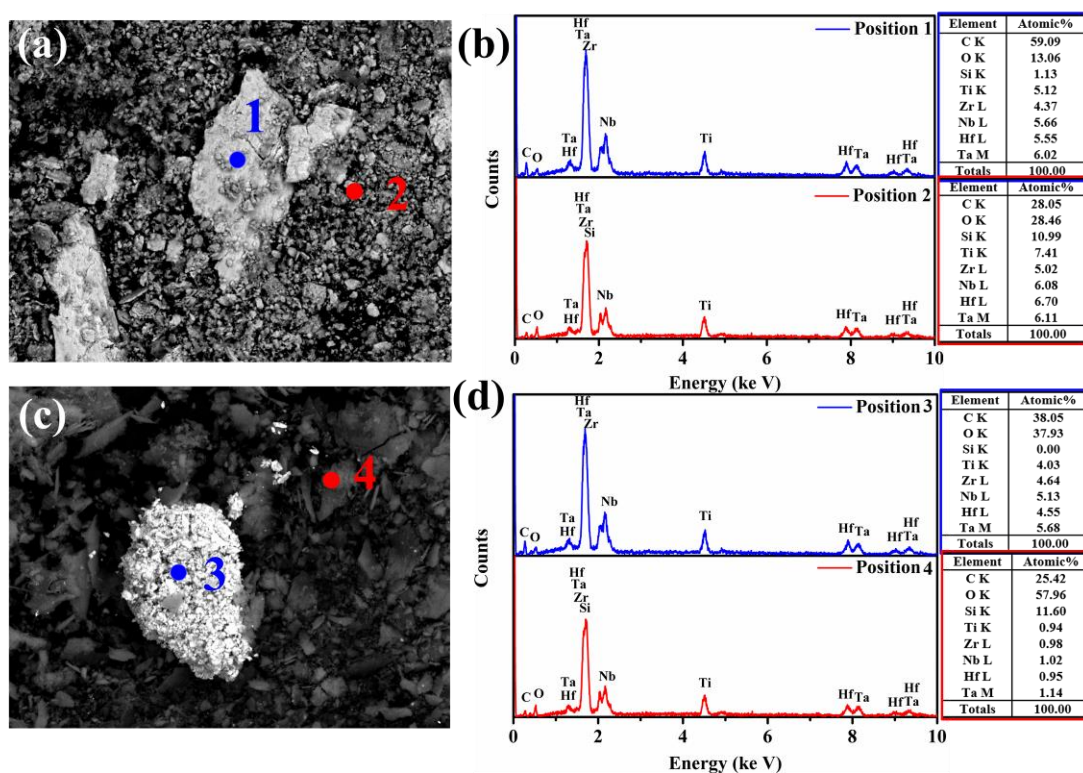 (a)
1
2
(b)
Counts
Position 1
Hf
Ta
Zr
Ta
Hf
C O
Nb
Ti
Hf Ta
Hf
Hf Ta
Position 2
Hf
Ta
Zr
Si
Ta
Hf
C O
Nb
Ti
Hf Ta
Hf
Hf Ta
0 2 4 6 8 10
Energy (ke V)
Element Atomic%
C K 59.09
O K 13.06
Si K 1.13
Ti K 5.12
Zr L 4.37
Nb L 5.66
Hf L 5.55
Ta M 6.02
Totals 100.00
Element Atomic%
C K 28.05
O K 28.46
Si K 10.99
Ti K 7.41
Zr L 5.02
Nb L 6.08
Hf L 6.70
Ta M 6.11
Totals 100.00
(c)
3
4
(d)
Counts
Position 3
Hf
Ta
Zr
Ta
Hf
C O
Nb
Ti
Hf Ta
Hf
Hf Ta
Position 4
Hf
Ta
Zr
Si
Ta
Hf
C O
Nb
Ti
Hf Ta
Hf
Hf Ta
0 2 4 6 8 10
Energy (ke V)
Element Atomic%
C K 38.05
O K 37.93
Si K 0.00
Ti K 4.03
Zr L 4.64
Nb L 5.13
Hf L 4.55
Ta M 5.68
Totals 100.00
Element Atomic%
C K 25.42
O K 57.96
Si K 11.60
Ti K 0.94
Zr L 0.98
Nb L 1.02
Hf L 0.95
Ta M 1.14
Totals 100.00